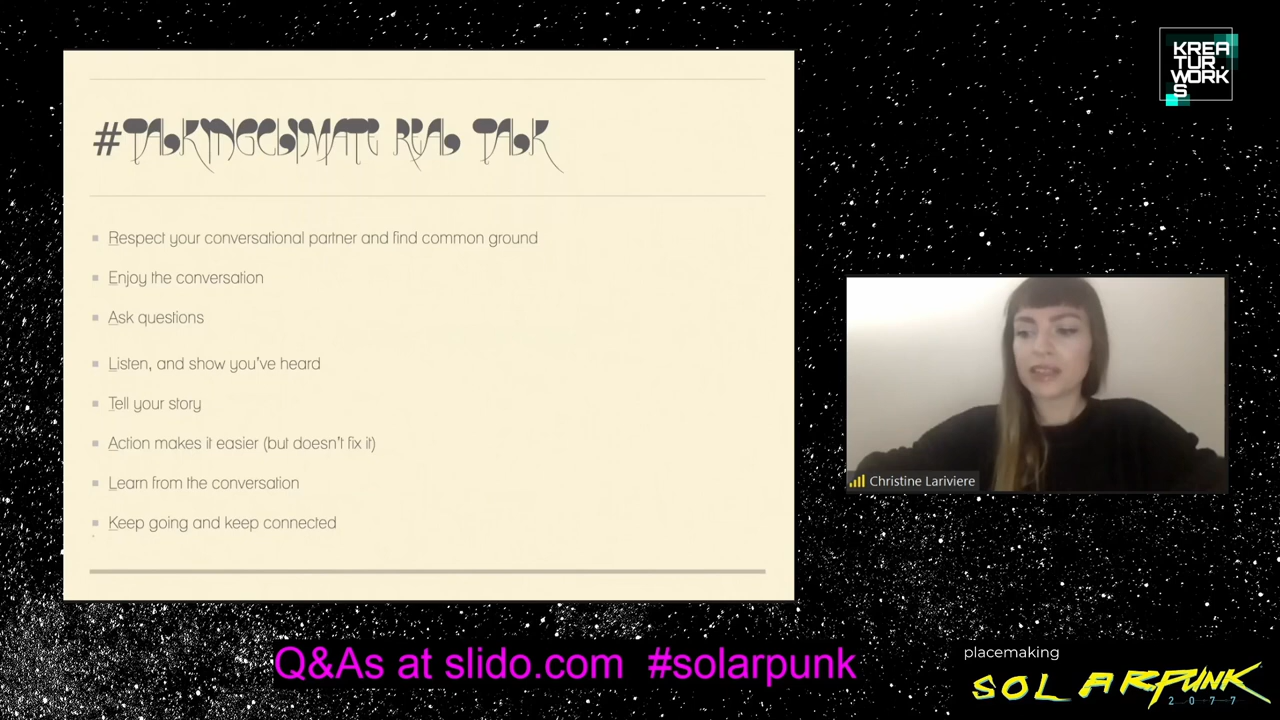 KREA
TUR.
WORK
S
#TALKINGCLIMATE REAL TALK
Respect your conversational partner and find common ground
Enjoy the conversation
Ask questions
Listen, and show you've heard
Tell your story
Action makes it easier (but doesn't fix it)
Learn from the conversation
Keep going and keep connected
Christine Lariviere
Q&As at slido.com #solarpunk
placemaking
SOLARPUNK
2077